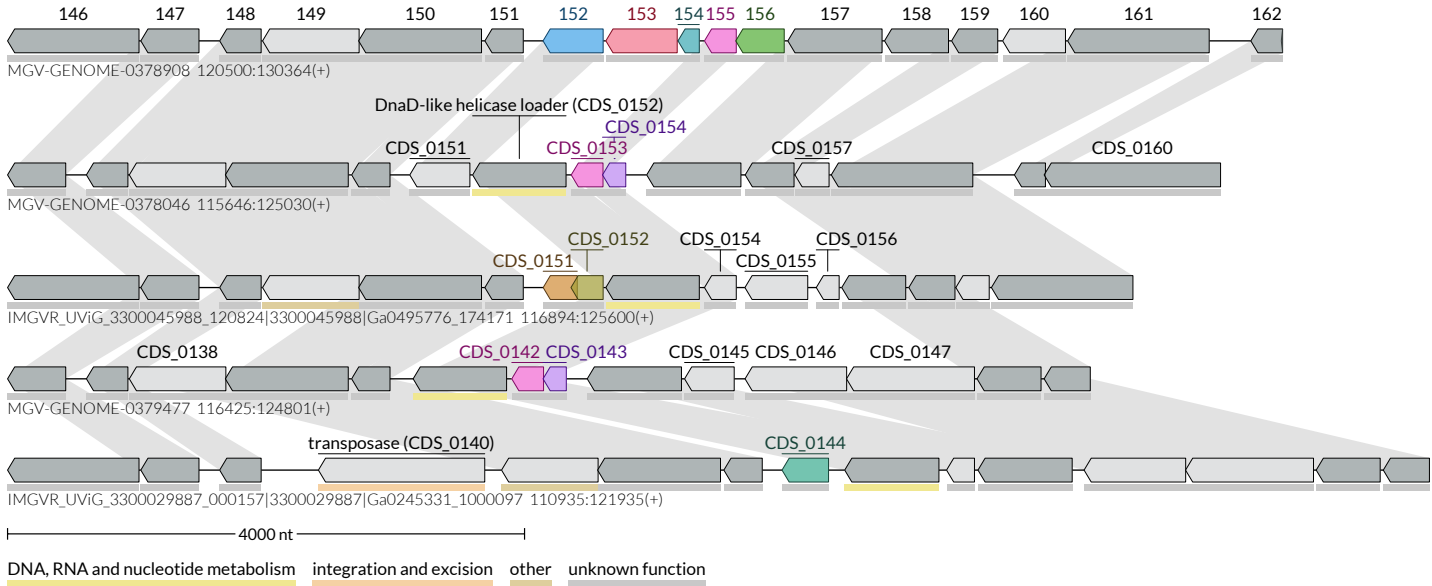 146 147 148 149 150 151 152 153 154 155 156 157 158 159 160 161 162
MGV-GENOME-0378908 120500:130364(+)
DnaD-like helicase loader (CDS_0152)
CDS_0154
CDS_0151 CDS_0153 CDS_0157 CDS_0160
MGV-GENOME-0378046 115646:125030(+)
CDS_0152 CDS_0154 CDS_0156
CDS_0151 CDS_0155
IMGVR_UViG_3300045988_120824|3300045988|Ga0495776_174171 116894:125600(+)
CDS_0138 CDS_0142 CDS_0143 CDS_0145 CDS_0146 CDS_0147
MGV-GENOME-0379477 116425:124801(+)
transposase (CDS_0140) CDS_0144
IMGVR_UViG_3300029887_000157|3300029887|Ga0245331_1000097 110935:121935(+)
4000 nt
DNA, RNA and nucleotide metabolism integration and excision other unknown function